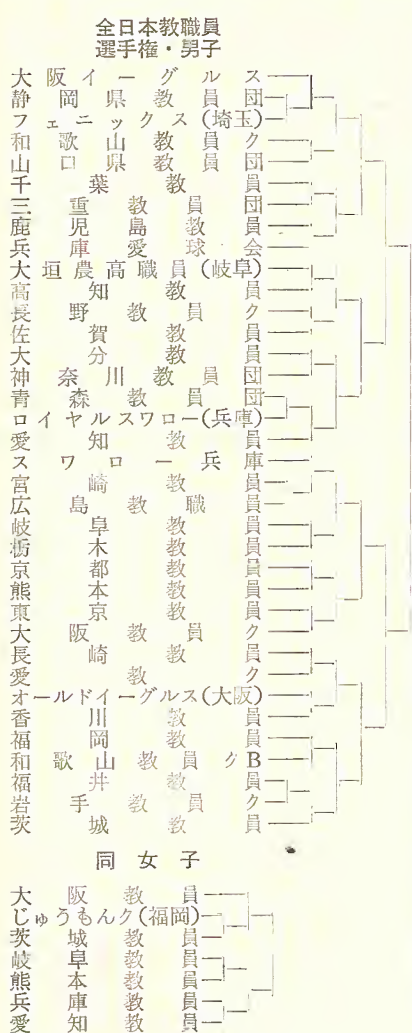 全日本教職員
選手権・男子
大阪イーグルス
静岡県教員団
フェニックス(埼玉)
和歌山教員ク
山口県教員団
千葉教員
三重教員団
鹿児島教員
兵庫愛球会
大垣農高職員(岐阜)
高知教員
長野教員ク
佐賀教員
大分教員
神奈川教員団
青森教員団
ロイヤルスワロー(兵庫)
愛知教員
スワロー兵庫
宮崎教員
広島教職員
岐阜教員
栃木教員
京都教員
熊本教員
東京教員
大阪教員ク
長崎教員
愛教ク
オールドイーグルス(大阪)
香川教員
福岡教員
和歌山教員クB
福井教員
岩手教員ク
茨城教員
同女子
大阪教員
じゅうもんク(福岡)
茨城教員
岐阜教員
熊本教員
兵庫教員
愛知教員